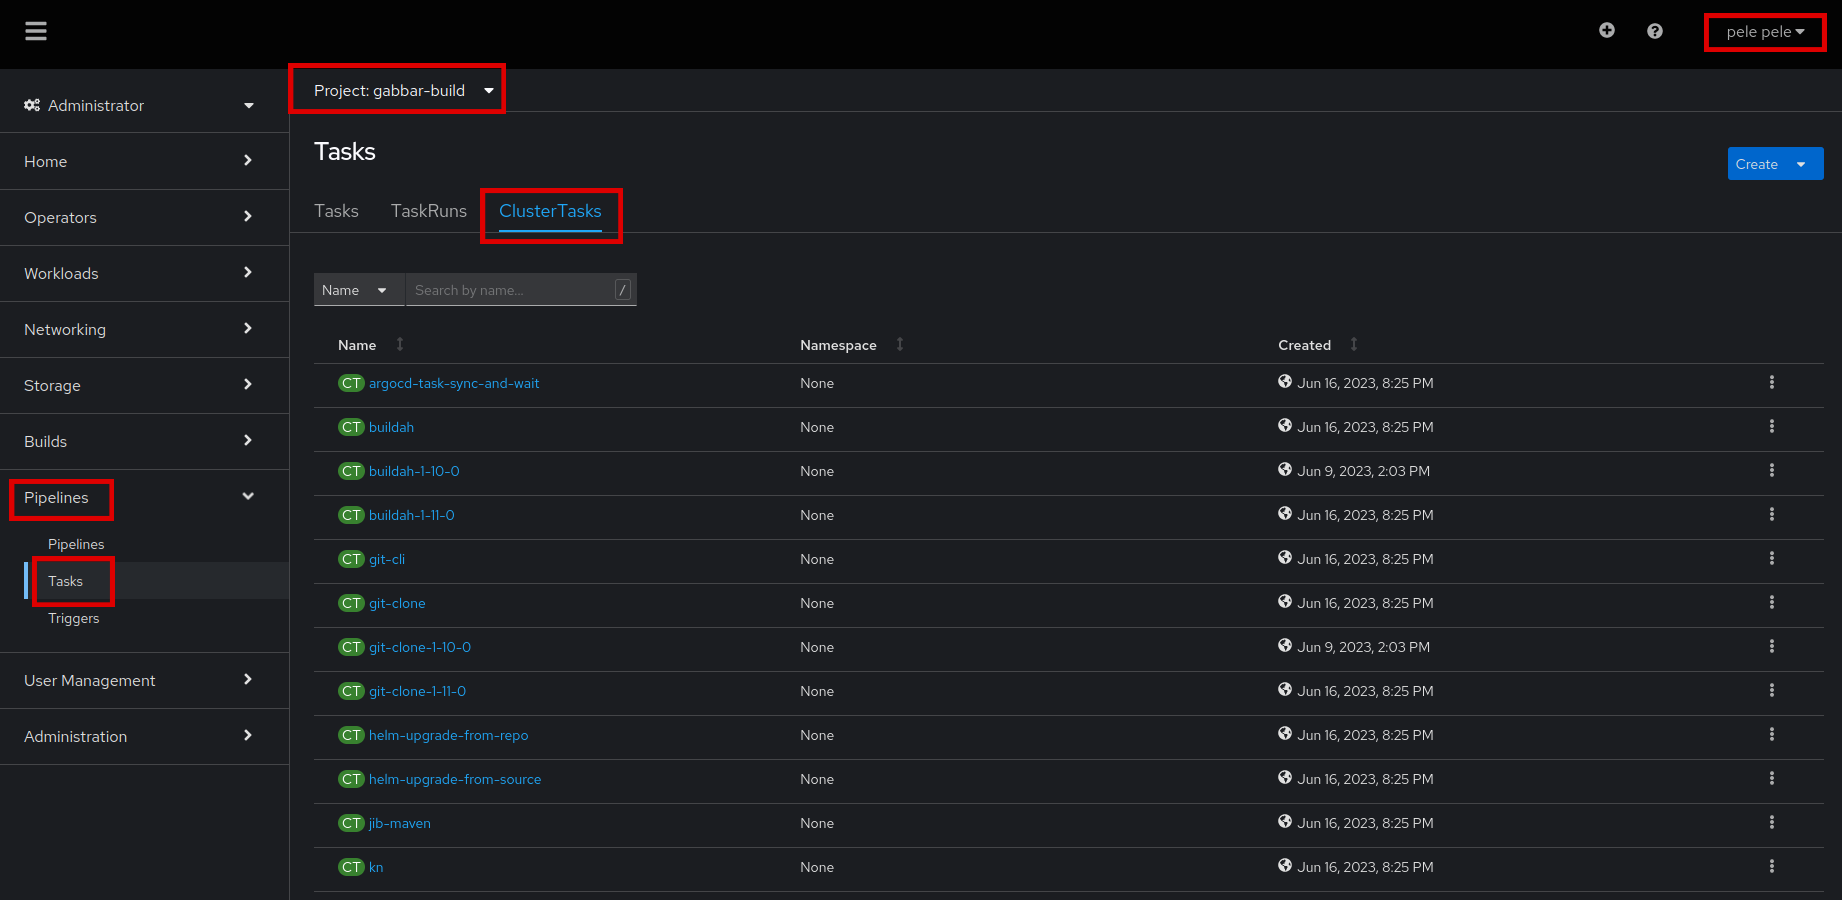 pele pele
Administrator
Home
Operators
Workloads
Networking
Storage
Builds
Pipelines
Pipelines
Tasks
Triggers
User Management
Administration
Project: gabbar-build
Tasks
Create
Tasks TaskRuns ClusterTasks
Name Search by name... /
Name Namespace Created
CT argocd-task-sync-and-wait None Jun 16, 2023, 8:25 PM
CT buildah None Jun 16, 2023, 8:25 PM
CT buildah-1-10-0 None Jun 9, 2023, 2:03 PM
CT buildah-1-11-0 None Jun 16, 2023, 8:25 PM
CT git-cli None Jun 16, 2023, 8:25 PM
CT git-clone None Jun 16, 2023, 8:25 PM
CT git-clone-1-10-0 None Jun 9, 2023, 2:03 PM
CT git-clone-1-11-0 None Jun 16, 2023, 8:25 PM
CT helm-upgrade-from-repo None Jun 16, 2023, 8:25 PM
CT helm-upgrade-from-source None Jun 16, 2023, 8:25 PM
CT jib-maven None Jun 16, 2023, 8:25 PM
CT kn None Jun 16, 2023, 8:25 PM